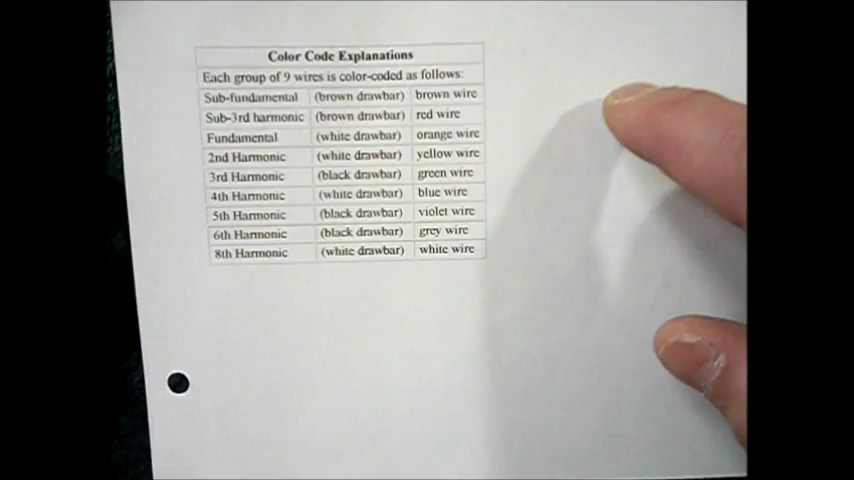 Color Code Explanations
Each group of 9 wires is color-coded as follows:
Sub-fundamental (brown drawbar) brown wire
Sub-3rd harmonic (brown drawbar) red wire
Fundamental (white drawbar) orange wire
2nd Harmonic (white drawbar) yellow wire
3rd Harmonic (black drawbar) green wire
4th Harmonic (white drawbar) blue wire
5th Harmonic (black drawbar) violet wire
6th Harmonic (black drawbar) grey wire
8th Harmonic (white drawbar) white wire